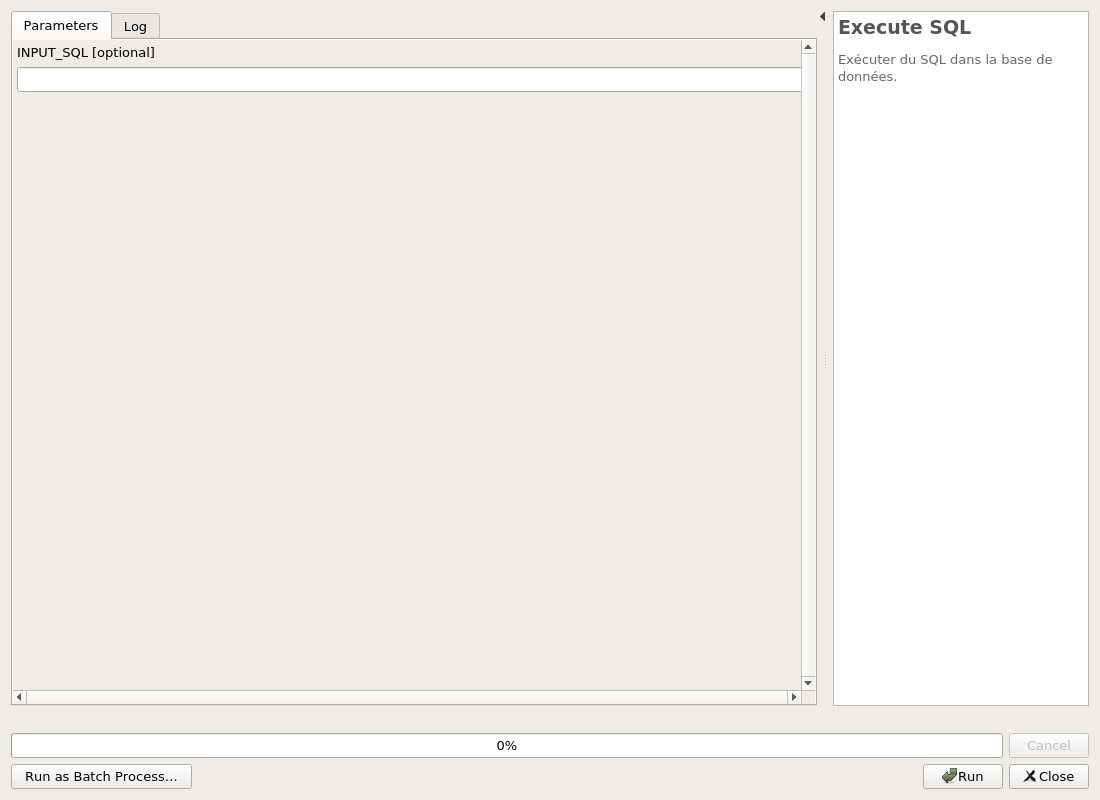 Parameters
Log
INPUT_SQL [optional]
Execute SQL
Exécuter du SQL dans la base de
données.
0%
Cancel
Run as Batch Process...
Run
Close